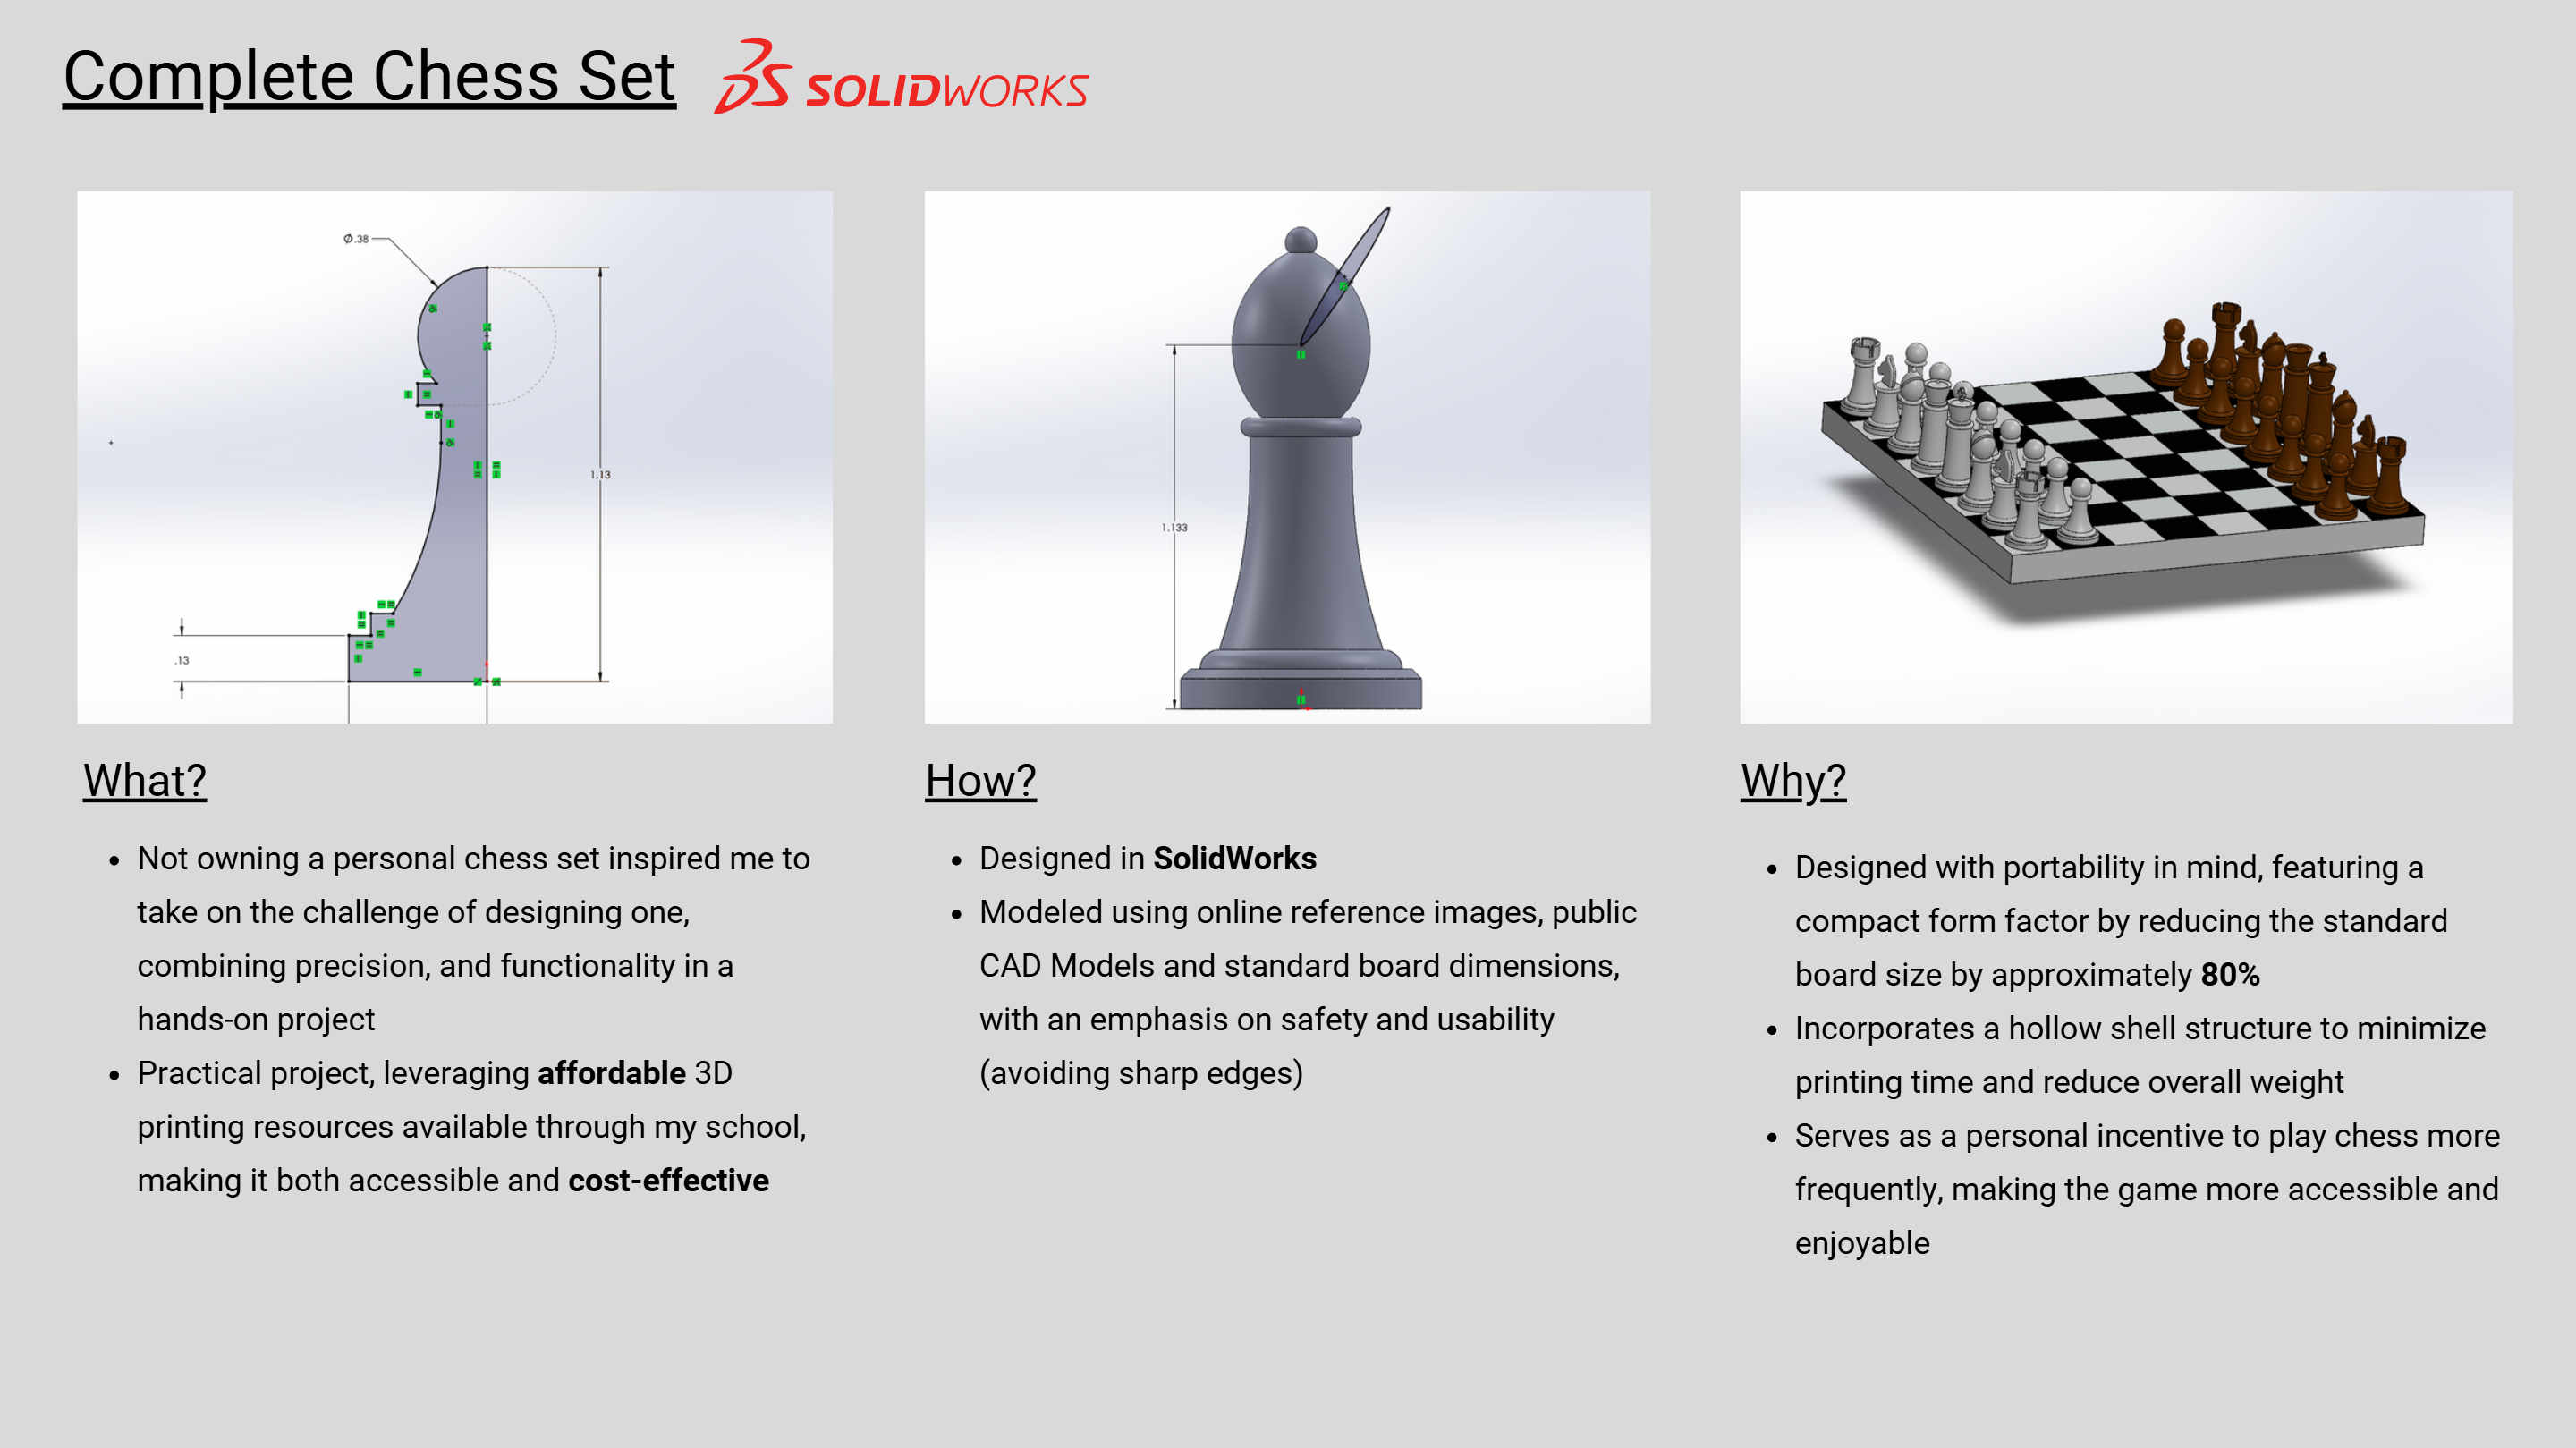 Complete Chess Set
3S SOLIDWORKS
Ø.38
1.13
.13
1.133
What?
• Not owning a personal chess set inspired me to
take on the challenge of designing one,
combining precision, and functionality in a
hands-on project
• Practical project, leveraging affordable 3D
printing resources available through my school,
making it both accessible and cost-effective
How?
• Designed in SolidWorks
• Modeled using online reference images, public
CAD Models and standard board dimensions,
with an emphasis on safety and usability
(avoiding sharp edges)
Why?
• Designed with portability in mind, featuring a
compact form factor by reducing the standard
board size by approximately 80%
• Incorporates a hollow shell structure to minimize
printing time and reduce overall weight
• Serves as a personal incentive to play chess more
frequently, making the game more accessible and
enjoyable